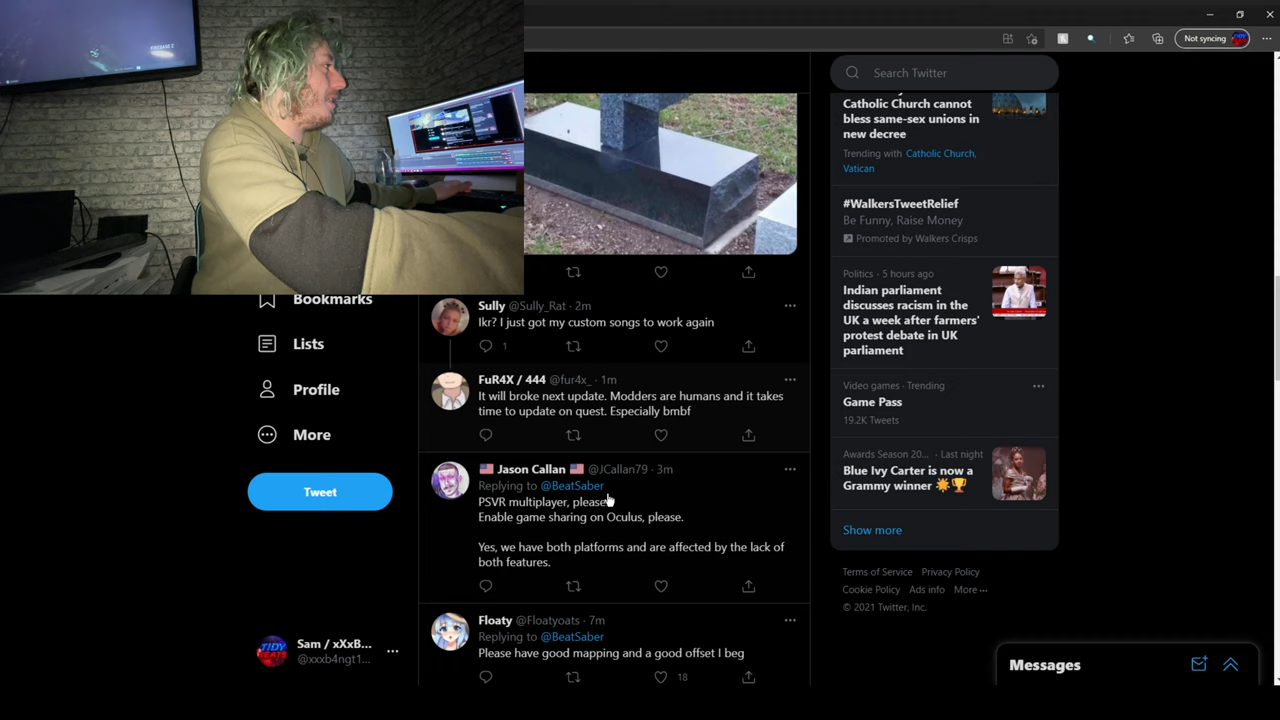 Not syncing
Search Twitter
Catholic Church cannot
bless same-sex unions in
new decree
Trending with Catholic Church,
Vatican
#WalkersTweetRelief
Be Funny, Raise Money
Promoted by Walkers Crisps
Politics · 5 hours ago
Indian parliament
discusses racism in the
UK a week after farmers'
protest debate in UK
parliament
Video games · Trending
Game Pass
19.2K Tweets
Awards Season 20... · Last night
Blue Ivy Carter is now a
Grammy winner
Show more
Terms of Service Privacy Policy
Cookie Policy Ads info More
© 2021 Twitter, Inc.
Messages
Bookmarks
Lists
Profile
More
Tweet
Sam / xXxB...
@xxxb4ngt1...
TIDY
BEATS
Sully @Sully_Rat · 2m
Ikr? I just got my custom songs to work again
1
FuR4X / 444 @fur4x_ · 1m
It will broke next update. Modders are humans and it takes
time to update on quest. Especially bmbf
Jason Callan @JCallan79 · 3m
Replying to @BeatSaber
PSVR multiplayer, please
Enable game sharing on Oculus, please.
Yes, we have both platforms and are affected by the lack of
both features.
Floaty @Floatyoats · 7m
Replying to @BeatSaber
Please have good mapping and a good offset I beg
18